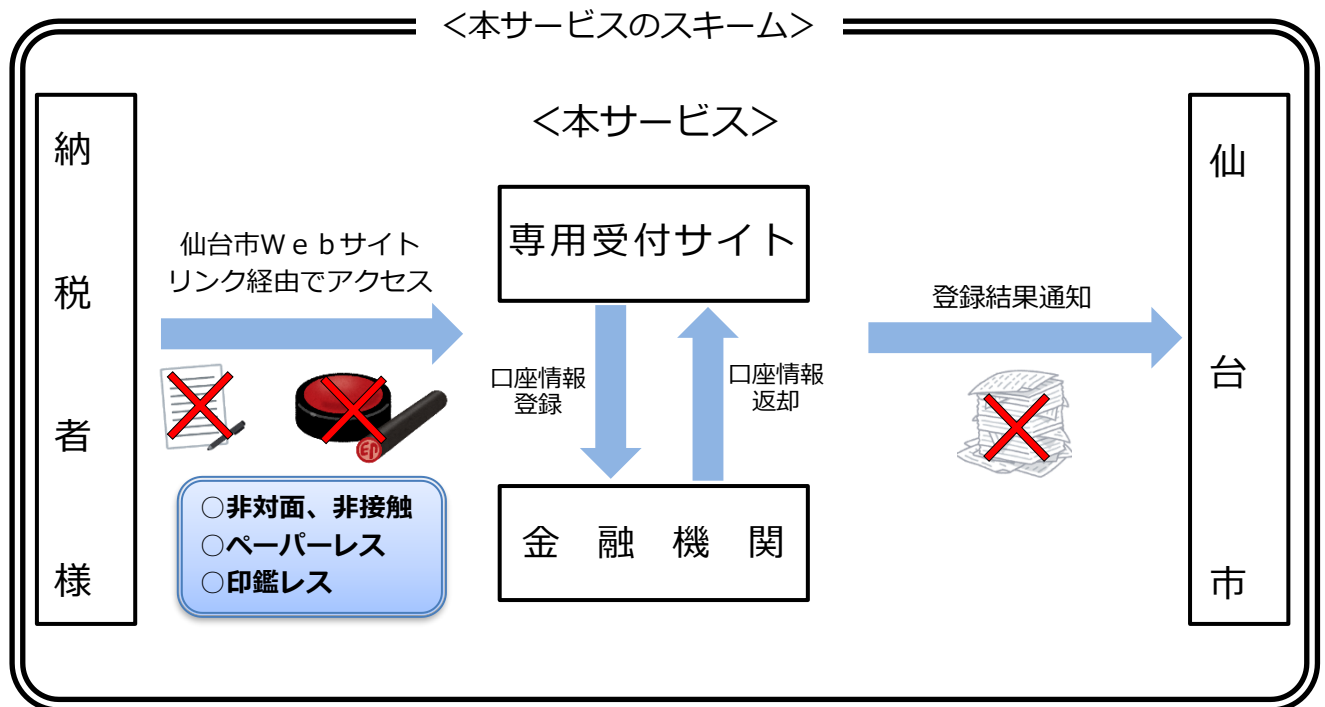 ＜本サービスのスキーム＞
納税者様
仙台市Ｗｅｂサイト
リンク経由でアクセス
○非対面、非接触
○ペーパーレス
○印鑑レス
＜本サービス＞
専用受付サイト
口座情報
登録
口座情報
返却
金融機関
登録結果通知
仙台市